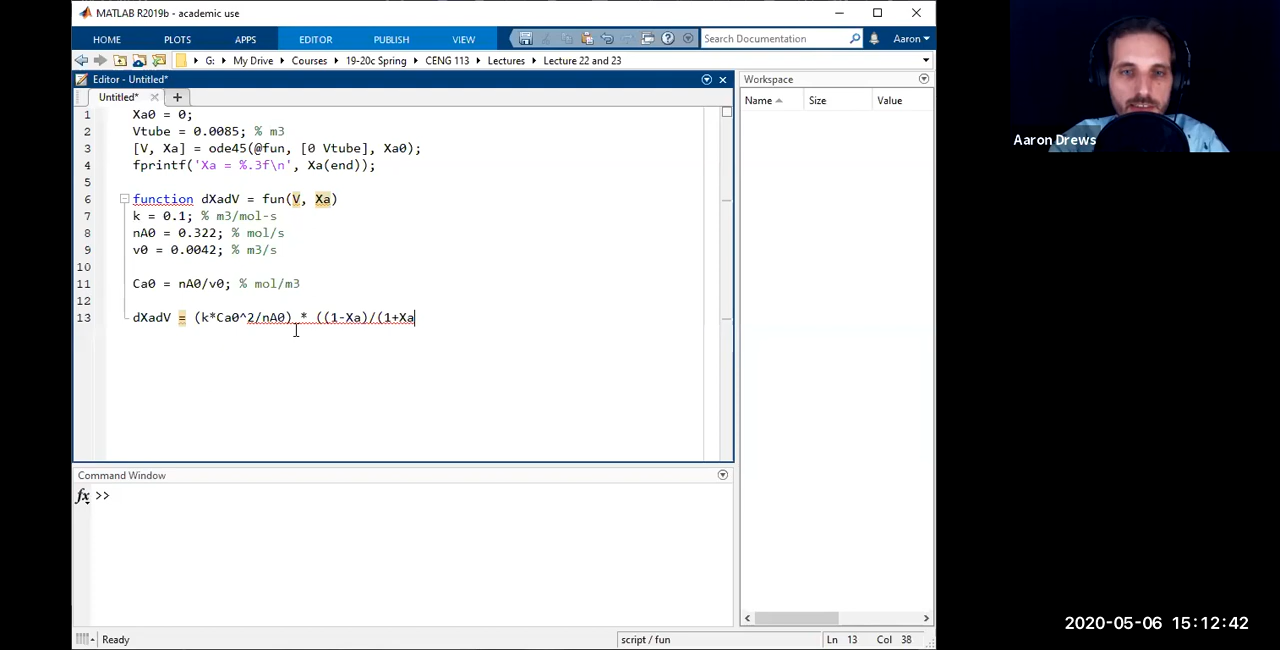 MATLAB R2019b - academic use
HOME PLOTS APPS EDITOR PUBLISH VIEW Search Documentation Aaron
G: My Drive Courses 19-20c Spring CENG 113 Lectures Lecture 22 and 23
Editor - Untitled*
Workspace
Untitled* +
Name Size Value
1 Xa0 = 0;
2 Vtube = 0.0085; % m3
3 [V, Xa] = ode45(@fun, [0 Vtube], Xa0);
4 fprintf('Xa = %.3f\n', Xa(end));
5
6 function dXadV = fun(V, Xa)
7 k = 0.1; % m3/mol-s
8 nA0 = 0.322; % mol/s
9 v0 = 0.0042; % m3/s
10
11 Ca0 = nA0/v0; % mol/m3
12
13 dXadV = (k*Ca0^2/nA0) * ((1-Xa)/(1+Xa
Command Window
fx >>
Ready
script / fun
Ln 13 Col 38
Aaron Drews
2020-05-06 15:12:42